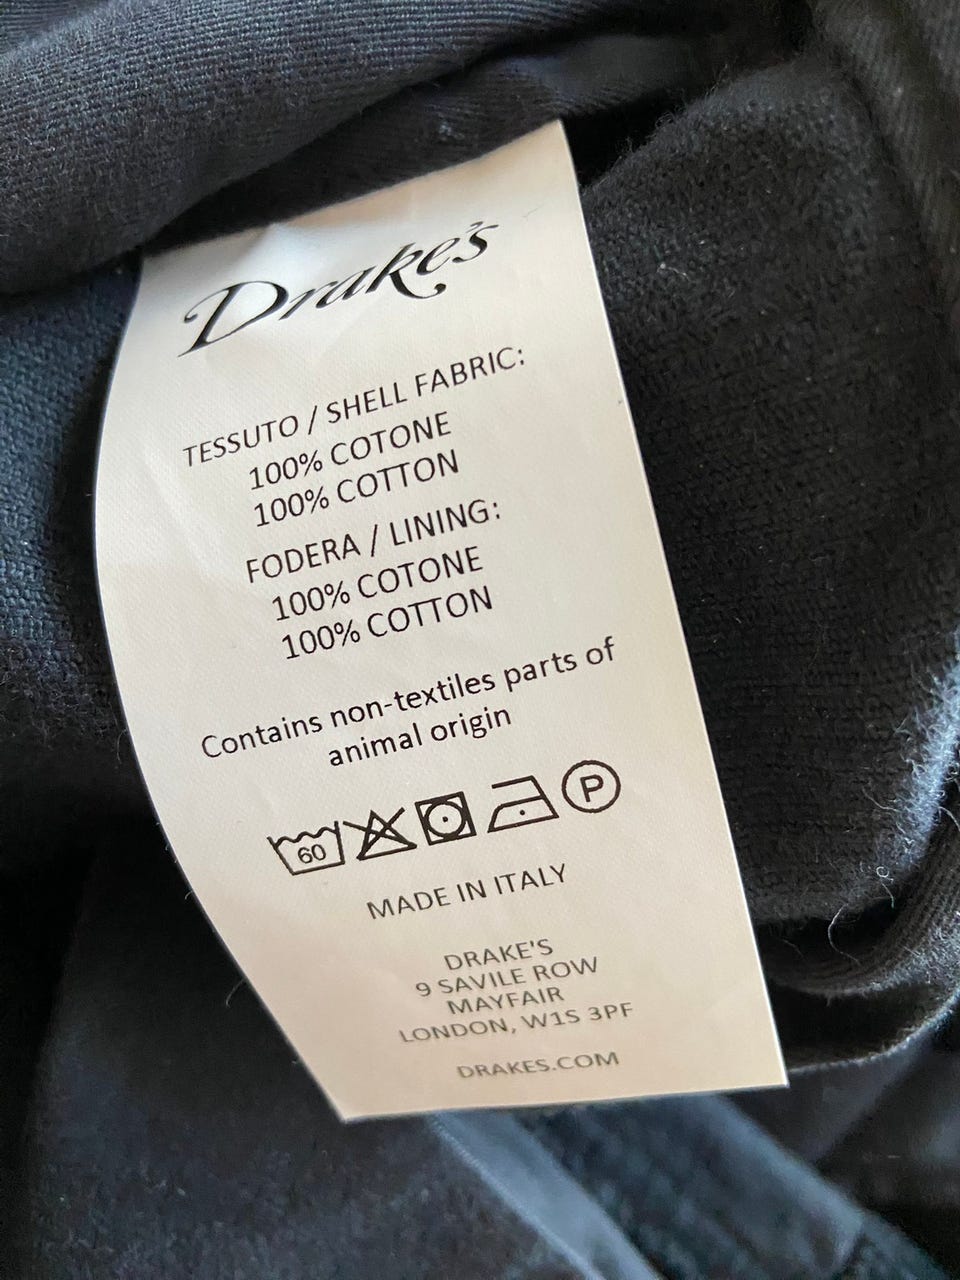 Drake's
TESSUTO / SHELL FABRIC:
100% COTONE
100% COTTON
FODERA / LINING:
100% COTONE
100% COTTON
Contains non-textiles parts of
animal origin
60
P
MADE IN ITALY
DRAKE'S
9 SAVILE ROW
MAYFAIR
LONDON, W1S 3PF
DRAKES.COM